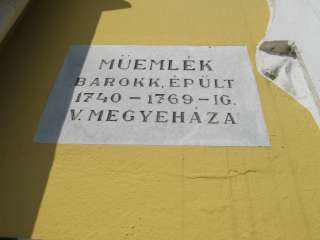 MŰEMLÉK
BAROKK, ÉPÜLT
1740-1769-IG.
V. MEGYEHÁZA